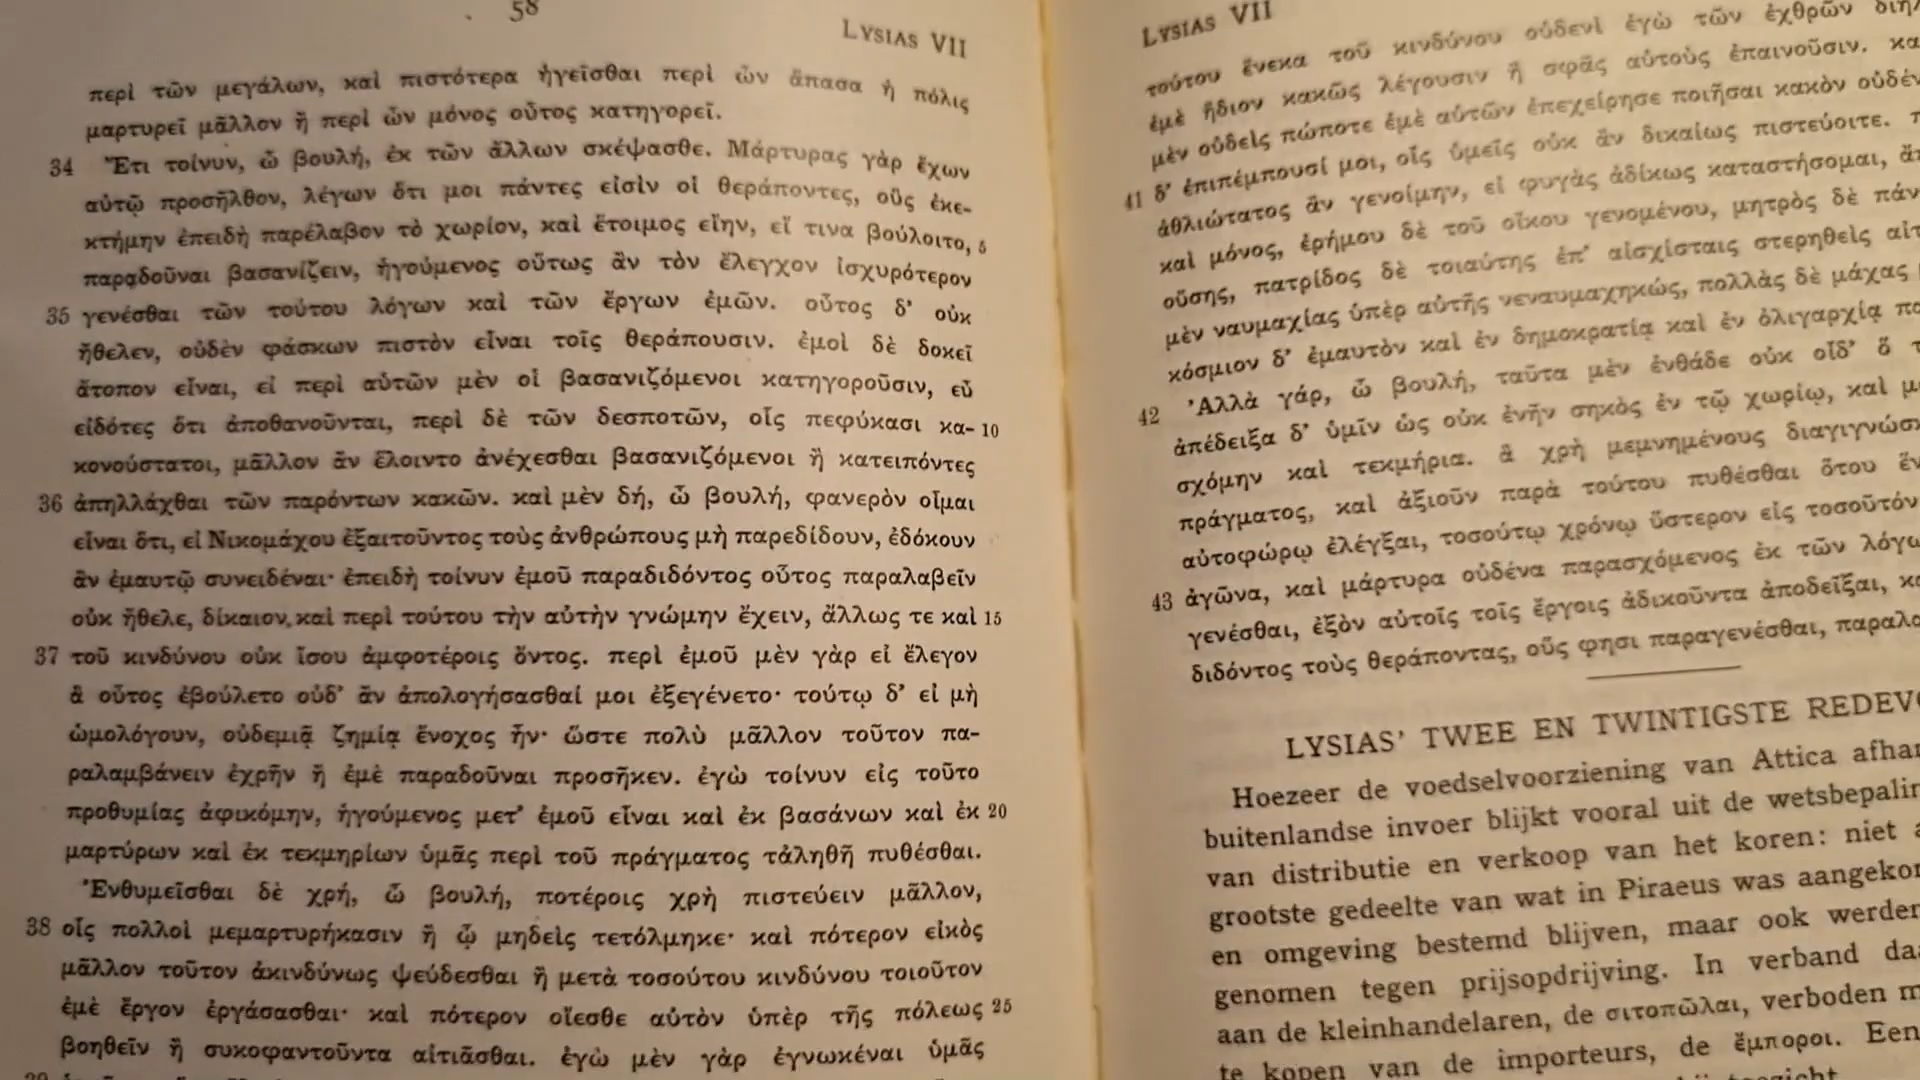 58
LYSIAS VII
περὶ τῶν μεγάλων, καὶ πιστότερα ἡγεῖσθαι περὶ ὧν ἅπασα ἡ πόλις
μαρτυρεῖ μᾶλλον ἢ περὶ ὧν μόνος οὗτος κατηγορεῖ.
34 Ἔτι τοίνυν, ὦ βουλή, ἐκ τῶν ἄλλων σκέψασθε. Μάρτυρας γὰρ ἔχων
αὐτῷ προσῆλθον, λέγων ὅτι μοι πάντες εἰσὶν οἱ θεράποντες, οὓς ἐκε-
κτήμην ἐπειδὴ παρέλαβον τὸ χωρίον, καὶ ἕτοιμος εἴην, εἴ τινα βούλοιτο, 5
παραδοῦναι βασανίζειν, ἡγούμενος οὕτως ἂν τὸν ἔλεγχον ἰσχυρότερον
35 γενέσθαι τῶν τούτου λόγων καὶ τῶν ἔργων ἐμῶν. οὗτος δ' οὐκ
ἤθελεν, οὐδὲν φάσκων πιστὸν εἶναι τοῖς θεράπουσιν. ἐμοὶ δὲ δοκεῖ
ἄτοπον εἶναι, εἰ περὶ αὑτῶν μὲν οἱ βασανιζόμενοι κατηγοροῦσιν, εὖ
εἰδότες ὅτι ἀποθανοῦνται, περὶ δὲ τῶν δεσποτῶν, οἷς πεφύκασι κα- 10
κονούστατοι, μᾶλλον ἂν ἕλοιντο ἀνέχεσθαι βασανιζόμενοι ἢ κατειπόντες
36 ἀπηλλάχθαι τῶν παρόντων κακῶν. καὶ μὲν δή, ὦ βουλή, φανερὸν οἶμαι
εἶναι ὅτι, εἰ Νικομάχου ἐξαιτοῦντος τοὺς ἀνθρώπους μὴ παρεδίδουν, ἐδόκουν
ἂν ἐμαυτῷ συνειδέναι· ἐπειδὴ τοίνυν ἐμοῦ παραδιδόντος οὗτος παραλαβεῖν
οὐκ ἤθελε, δίκαιον καὶ περὶ τούτου τὴν αὐτὴν γνώμην ἔχειν, ἄλλως τε καὶ 15
37 τοῦ κινδύνου οὐκ ἴσου ἀμφοτέροις ὄντος. περὶ ἐμοῦ μὲν γὰρ εἰ ἔλεγον
ἃ οὗτος ἐβούλετο οὐδ' ἂν ἀπολογήσασθαί μοι ἐξεγένετο· τούτῳ δ' εἰ μὴ
ὡμολόγουν, οὐδεμιᾷ ζημίᾳ ἔνοχος ἦν· ὥστε πολὺ μᾶλλον τοῦτον πα-
ραλαμβάνειν ἐχρῆν ἢ ἐμὲ παραδοῦναι προσῆκεν. ἐγὼ τοίνυν εἰς τοῦτο
προθυμίας ἀφικόμην, ἡγούμενος μετ' ἐμοῦ εἶναι καὶ ἐκ βασάνων καὶ ἐκ 20
μαρτύρων καὶ ἐκ τεκμηρίων ὑμᾶς περὶ τοῦ πράγματος τἀληθῆ πυθέσθαι.
Ἐνθυμεῖσθαι δὲ χρή, ὦ βουλή, ποτέροις χρὴ πιστεύειν μᾶλλον,
38 οἷς πολλοὶ μεμαρτυρήκασιν ἢ ᾧ μηδεὶς τετόλμηκε· καὶ πότερον εἰκὸς
μᾶλλον τοῦτον ἀκινδύνως ψεύδεσθαι ἢ μετὰ τοσούτου κινδύνου τοιοῦτον
ἐμὲ ἔργον ἐργάσασθαι· καὶ πότερον οἴεσθε αὐτὸν ὑπὲρ τῆς πόλεως 25
βοηθεῖν ἢ συκοφαντοῦντα αἰτιᾶσθαι. ἐγὼ μὲν γὰρ ἐγνωκέναι ὑμᾶς
LYSIAS VII
τούτου ἕνεκα τοῦ κινδύνου οὐδενὶ ἐγὼ τῶν ἐχθρῶν
ἐμὲ ἥδιον κακῶς λέγουσιν ἢ σφᾶς αὐτοὺς ἐπαινοῦσιν.
μὲν οὐδεὶς πώποτε ἐμὲ αὐτῶν ἐπεχείρησε ποιῆσαι κακὸν
41 δ' ἐπιπέμπουσί μοι, οἷς ὑμεῖς οὐκ ἂν δικαίως πιστεύοιτε.
ἀθλιώτατος ἂν γενοίμην, εἰ φυγὰς ἀδίκως καταστήσομαι,
καὶ μόνος, ἐρήμου δὲ τοῦ οἴκου γενομένου, μητρὸς δὲ
οὔσης, πατρίδος δὲ τοιαύτης ἐπ' αἰσχίσταις στερηθεὶς
μὲν ναυμαχίας ὑπὲρ αὐτῆς νεναυμαχηκώς, πολλὰς δὲ μάχας
κόσμιον δ' ἐμαυτὸν καὶ ἐν δημοκρατίᾳ καὶ ἐν ὀλιγαρχίᾳ
42 Ἀλλὰ γάρ, ὦ βουλή, ταῦτα μὲν ἐνθάδε οὐκ οἶδ' ὅ
ἀπέδειξα δ' ὑμῖν ὡς οὐκ ἐνῆν σηκὸς ἐν τῷ χωρίῳ, καὶ
σχόμην καὶ τεκμήρια. ἃ χρὴ μεμνημένους
πράγματος, καὶ ἀξιοῦν παρὰ τούτου πυθέσθαι ὅτου
αὐτοφώρῳ ἐλέγξαι, τοσούτῳ χρόνῳ ὕστερον εἰς
43 ἀγῶνα, καὶ μάρτυρα οὐδένα παρασχόμενος ἐκ τῶν
γενέσθαι, ἐξὸν αὐτοῖς τοῖς ἔργοις ἀδικοῦντα ἀποδεῖξαι,
διδόντος τοὺς θεράποντας, οὕς φησι παραγενέσθαι,
LYSIAS' TWEE EN TWINTIGSTE
Hoezeer de voedselvoorziening van Attica
buitenlandse invoer blijkt vooral uit de
van distributie en verkoop van het koren: niet
grootste gedeelte van wat in Piraeus was
en omgeving bestemd blijven, maar ook
genomen tegen prijsopdrijving. In verband
aan de kleinhandelaren, de σιτοπῶλαι, verboden
te kopen van de importeurs, de ἔμποροι. Een